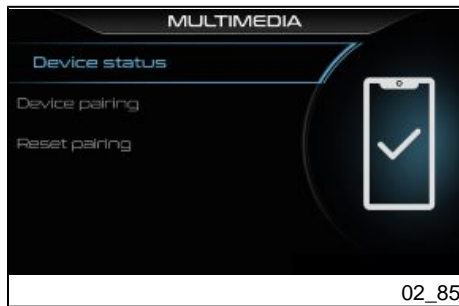 MULTIMEDIA
Device status
Device pairing
Reset pairing
02_85